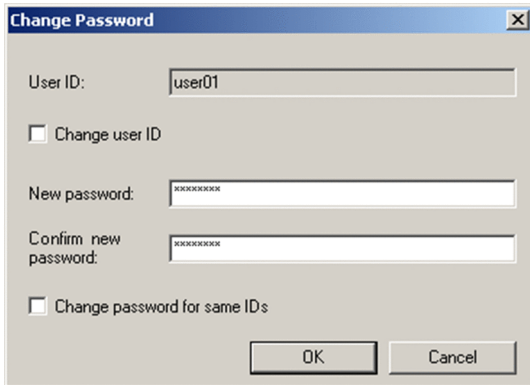 Change Password
User ID: user01
Change user ID
New password: ********
Confirm new
password: ********
Change password for same IDs
OK Cancel